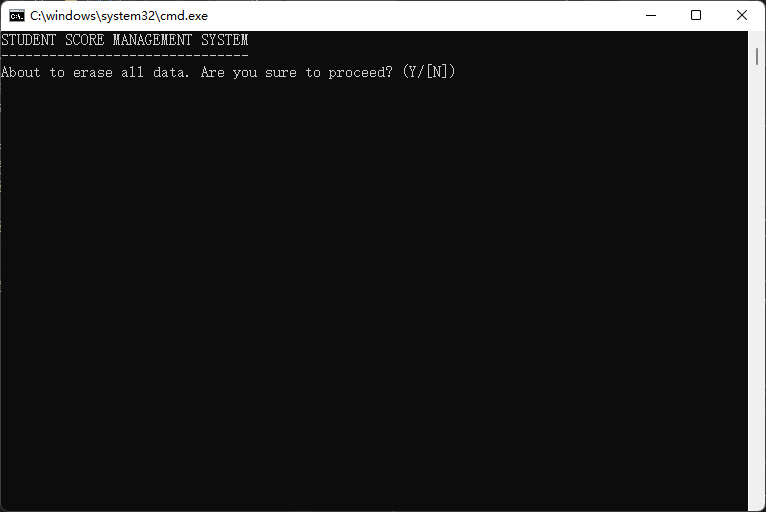 C:\windows\system32\cmd.exe
STUDENT SCORE MANAGEMENT SYSTEM
-------------------------------
About to erase all data. Are you sure to proceed? (Y/[N])